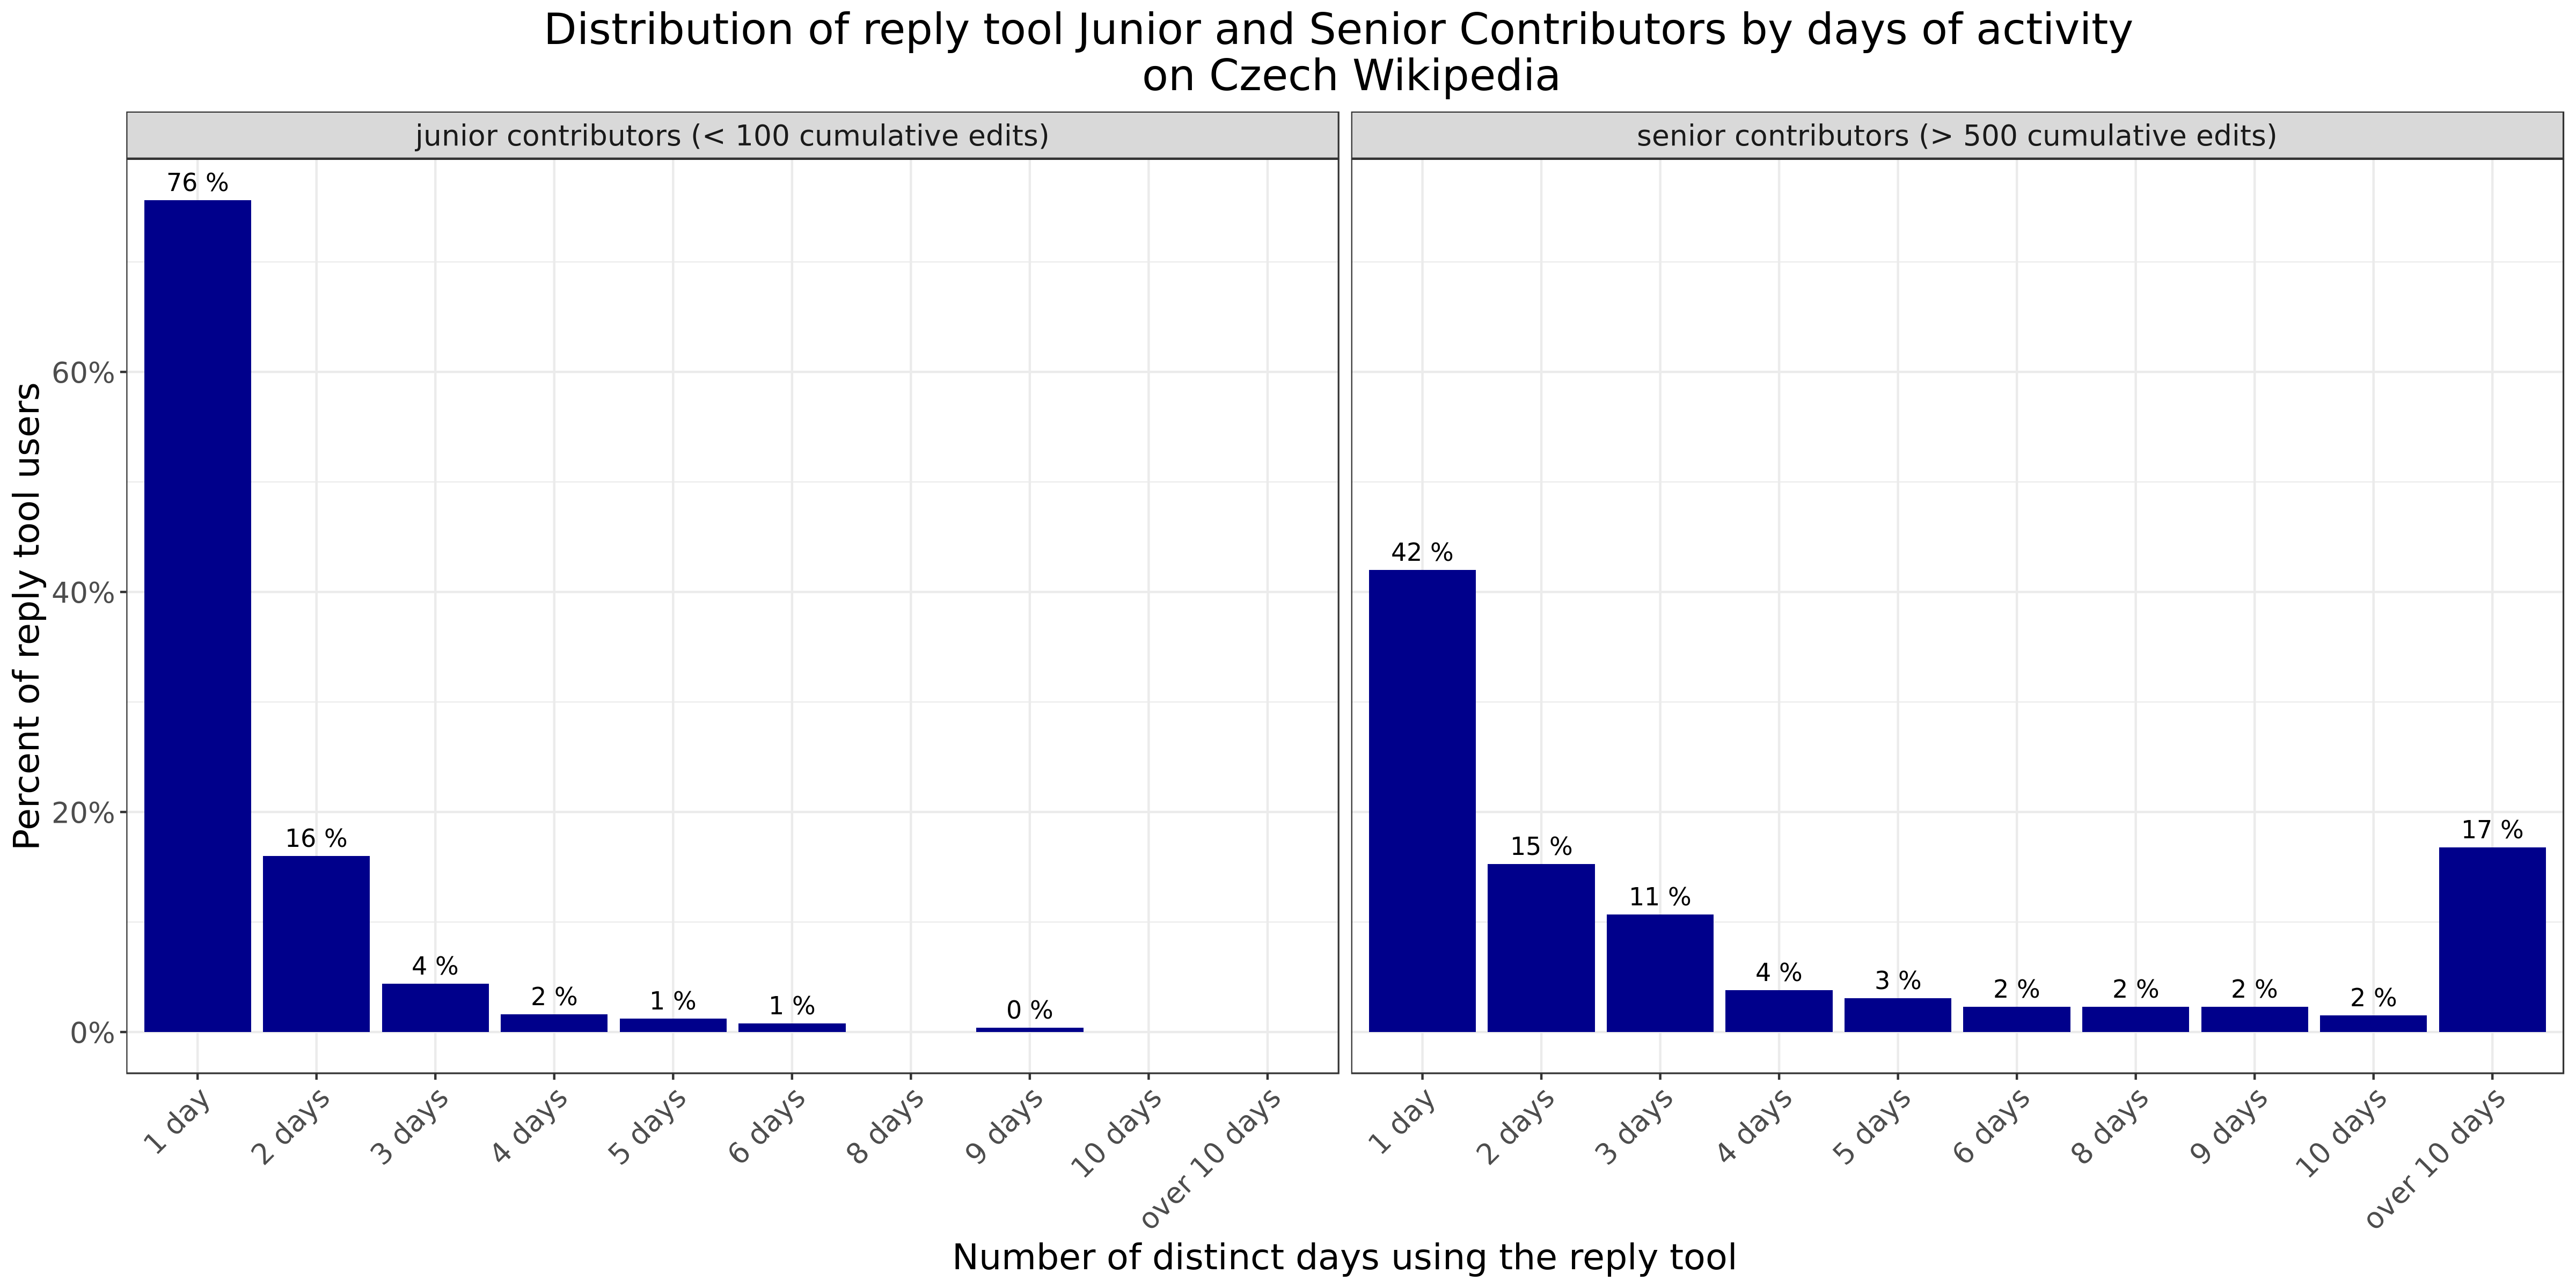 Distribution of reply tool Junior and Senior Contributors by days of activity
on Czech Wikipedia
junior contributors (< 100 cumulative edits)
senior contributors (> 500 cumulative edits)
Percent of reply tool users
60%
40%
20%
0%
76 %
16 %
4 %
2 %
1 %
1 %
0 %
42 %
15 %
11 %
4 %
3 %
2 %
2 %
2 %
2 %
17 %
1 day
2 days
3 days
4 days
5 days
6 days
8 days
9 days
10 days
over 10 days
1 day
2 days
3 days
4 days
5 days
6 days
8 days
9 days
10 days
over 10 days
Number of distinct days using the reply tool